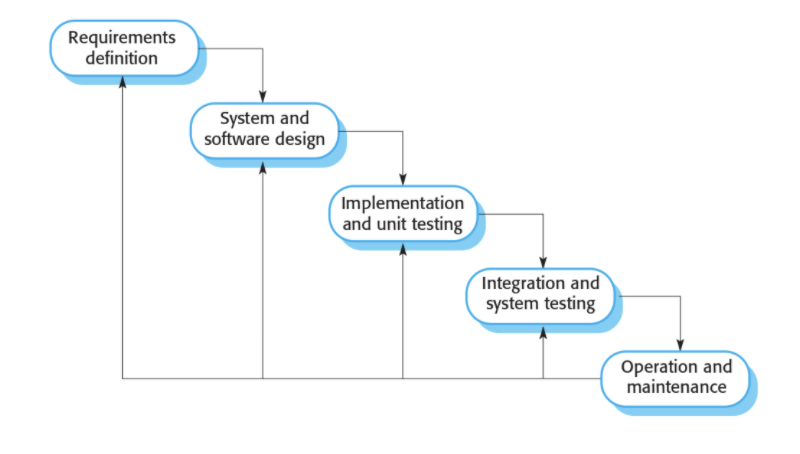 Requirements
definition
System and
software design
Implementation
and unit testing
Integration and
system testing
Operation and
maintenance